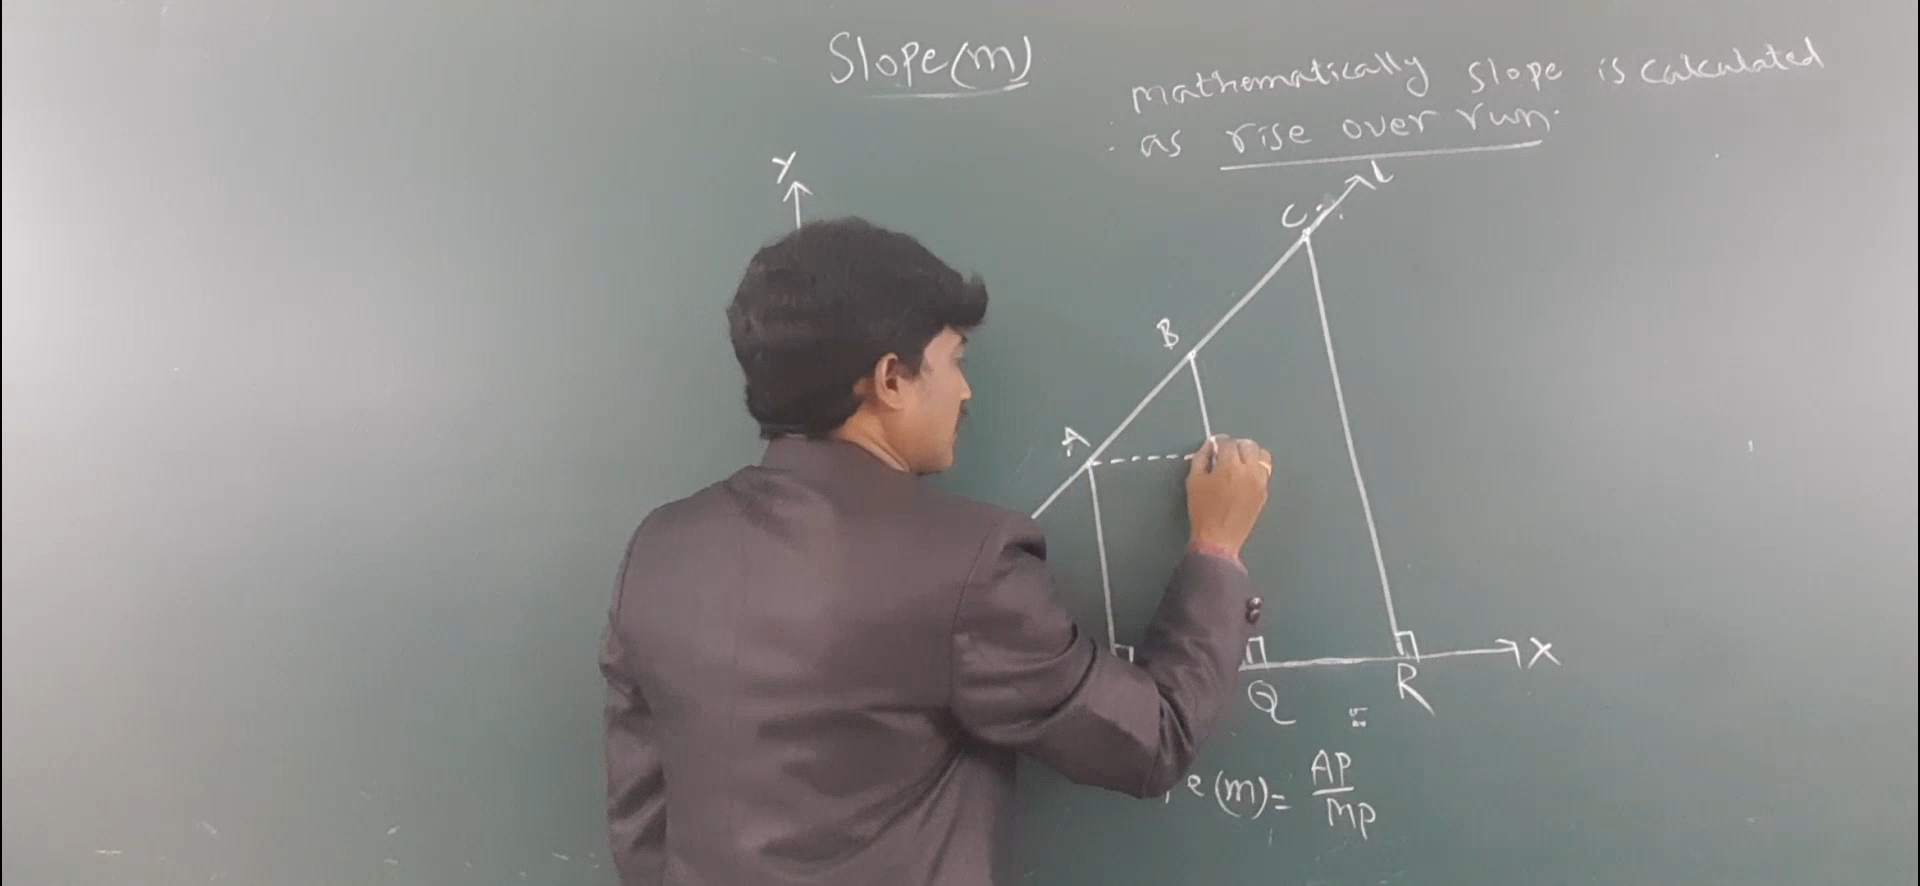 Slope(m)
mathematically slope is calculated
as rise over run.
Y
L
C
B
A
X
Q
R
e(m)= AP
MP